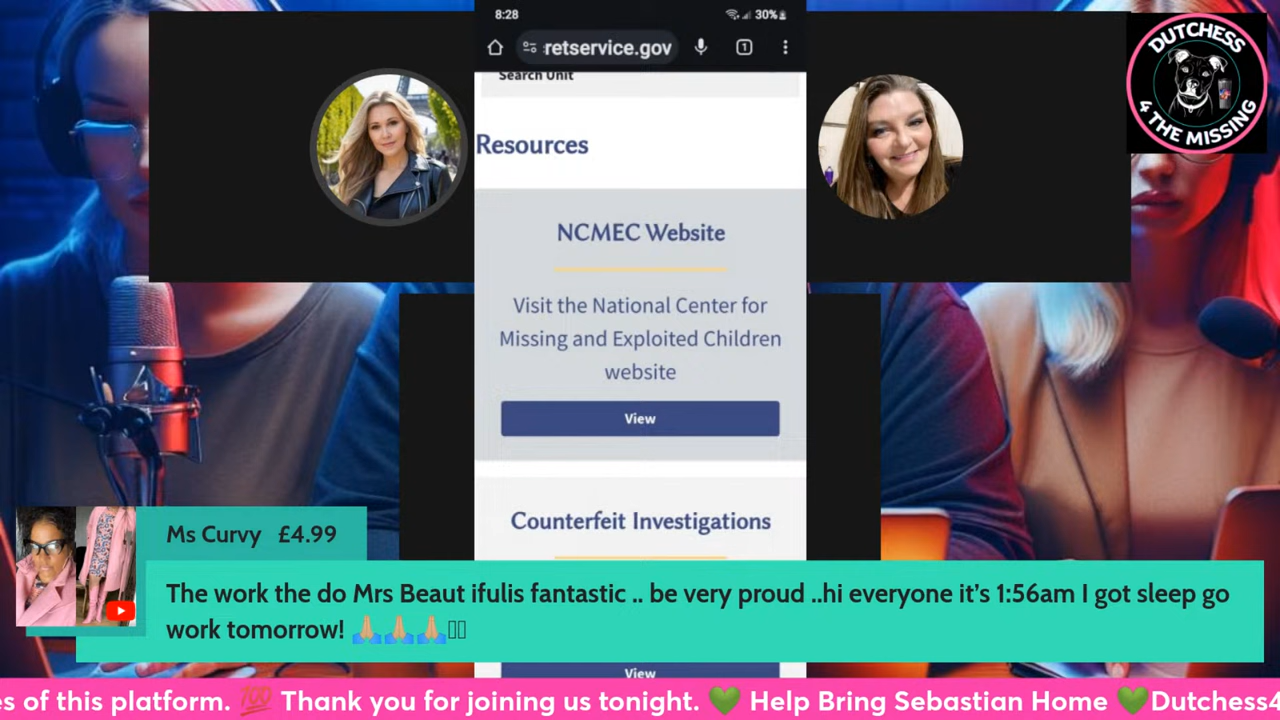 8:28
30%
retservice.gov
1
Search Unit
Resources
NCMEC Website
Visit the National Center for
Missing and Exploited Children
website
View
Counterfeit Investigations
View
DUTCHESS
4 THE MISSING
Ms Curvy £4.99
The work the do Mrs Beaut ifulis fantastic .. be very proud ..hi everyone it’s 1:56am I got sleep go
work tomorrow! 🙏🏼🙏🏼🙏🏼
es of this platform. 💯 Thank you for joining us tonight. 💚 Help Bring Sebastian Home 💚Dutchess4